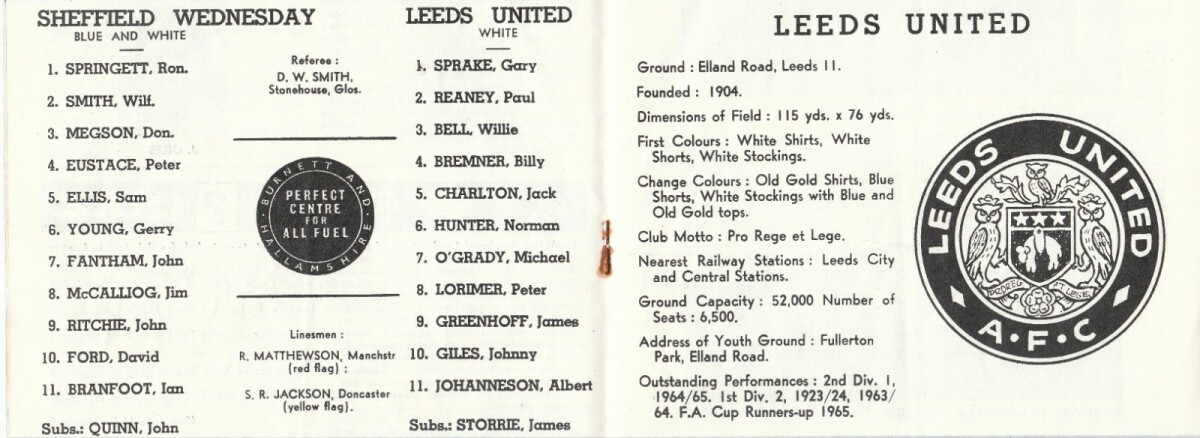 SHEFFIELD WEDNESDAY
BLUE AND WHITE
1. SPRINGETT, Ron.
2. SMITH, Wilf.
3. MEGSON, Don.
4. EUSTACE, Peter
5. ELLIS, Sam
6. YOUNG, Gerry
7. FANTHAM, John
8. McCALLIOG, Jim
9. RITCHIE, John
10. FORD, David
11. BRANFOOT, Ian
Subs.: QUINN, John
Referee :
D. W. SMITH,
Stonehouse, Glos.
BURNETT AND
PERFECT
CENTRE
FOR
ALL FUEL
HALLAMSHIRE
Linesmen :
R. MATTHEWSON, Manchstr
(red flag) ;
S. R. JACKSON, Doncaster
(yellow flag).
LEEDS UNITED
WHITE
1. SPRAKE, Gary
2. REANEY, Paul
3. BELL, Willie
4. BREMNER, Billy
5. CHARLTON, Jack
6. HUNTER, Norman
7. O'GRADY, Michael
8. LORIMER, Peter
9. GREENHOFF, James
10. GILES, Johnny
11. JOHANNESON, Albert
Subs.: STORRIE, James
LEEDS UNITED
Ground : Elland Road, Leeds 11.
Founded : 1904.
Dimensions of Field : 115 yds. x 76 yds.
First Colours : White Shirts, White
Shorts, White Stockings.
Change Colours : Old Gold Shirts, Blue
Shorts, White Stockings with Blue and
Old Gold tops.
Club Motto : Pro Rege et Lege.
Nearest Railway Stations : Leeds City
and Central Stations.
Ground Capacity : 52,000 Number of
Seats : 6,500.
Address of Youth Ground : Fullerton
Park, Elland Road.
Outstanding Performances : 2nd Div. 1,
1964/65. 1st Div. 2, 1923/24, 1963/
64. F.A. Cup Runners-up 1965.
LEEDS UNITED
A.F.C